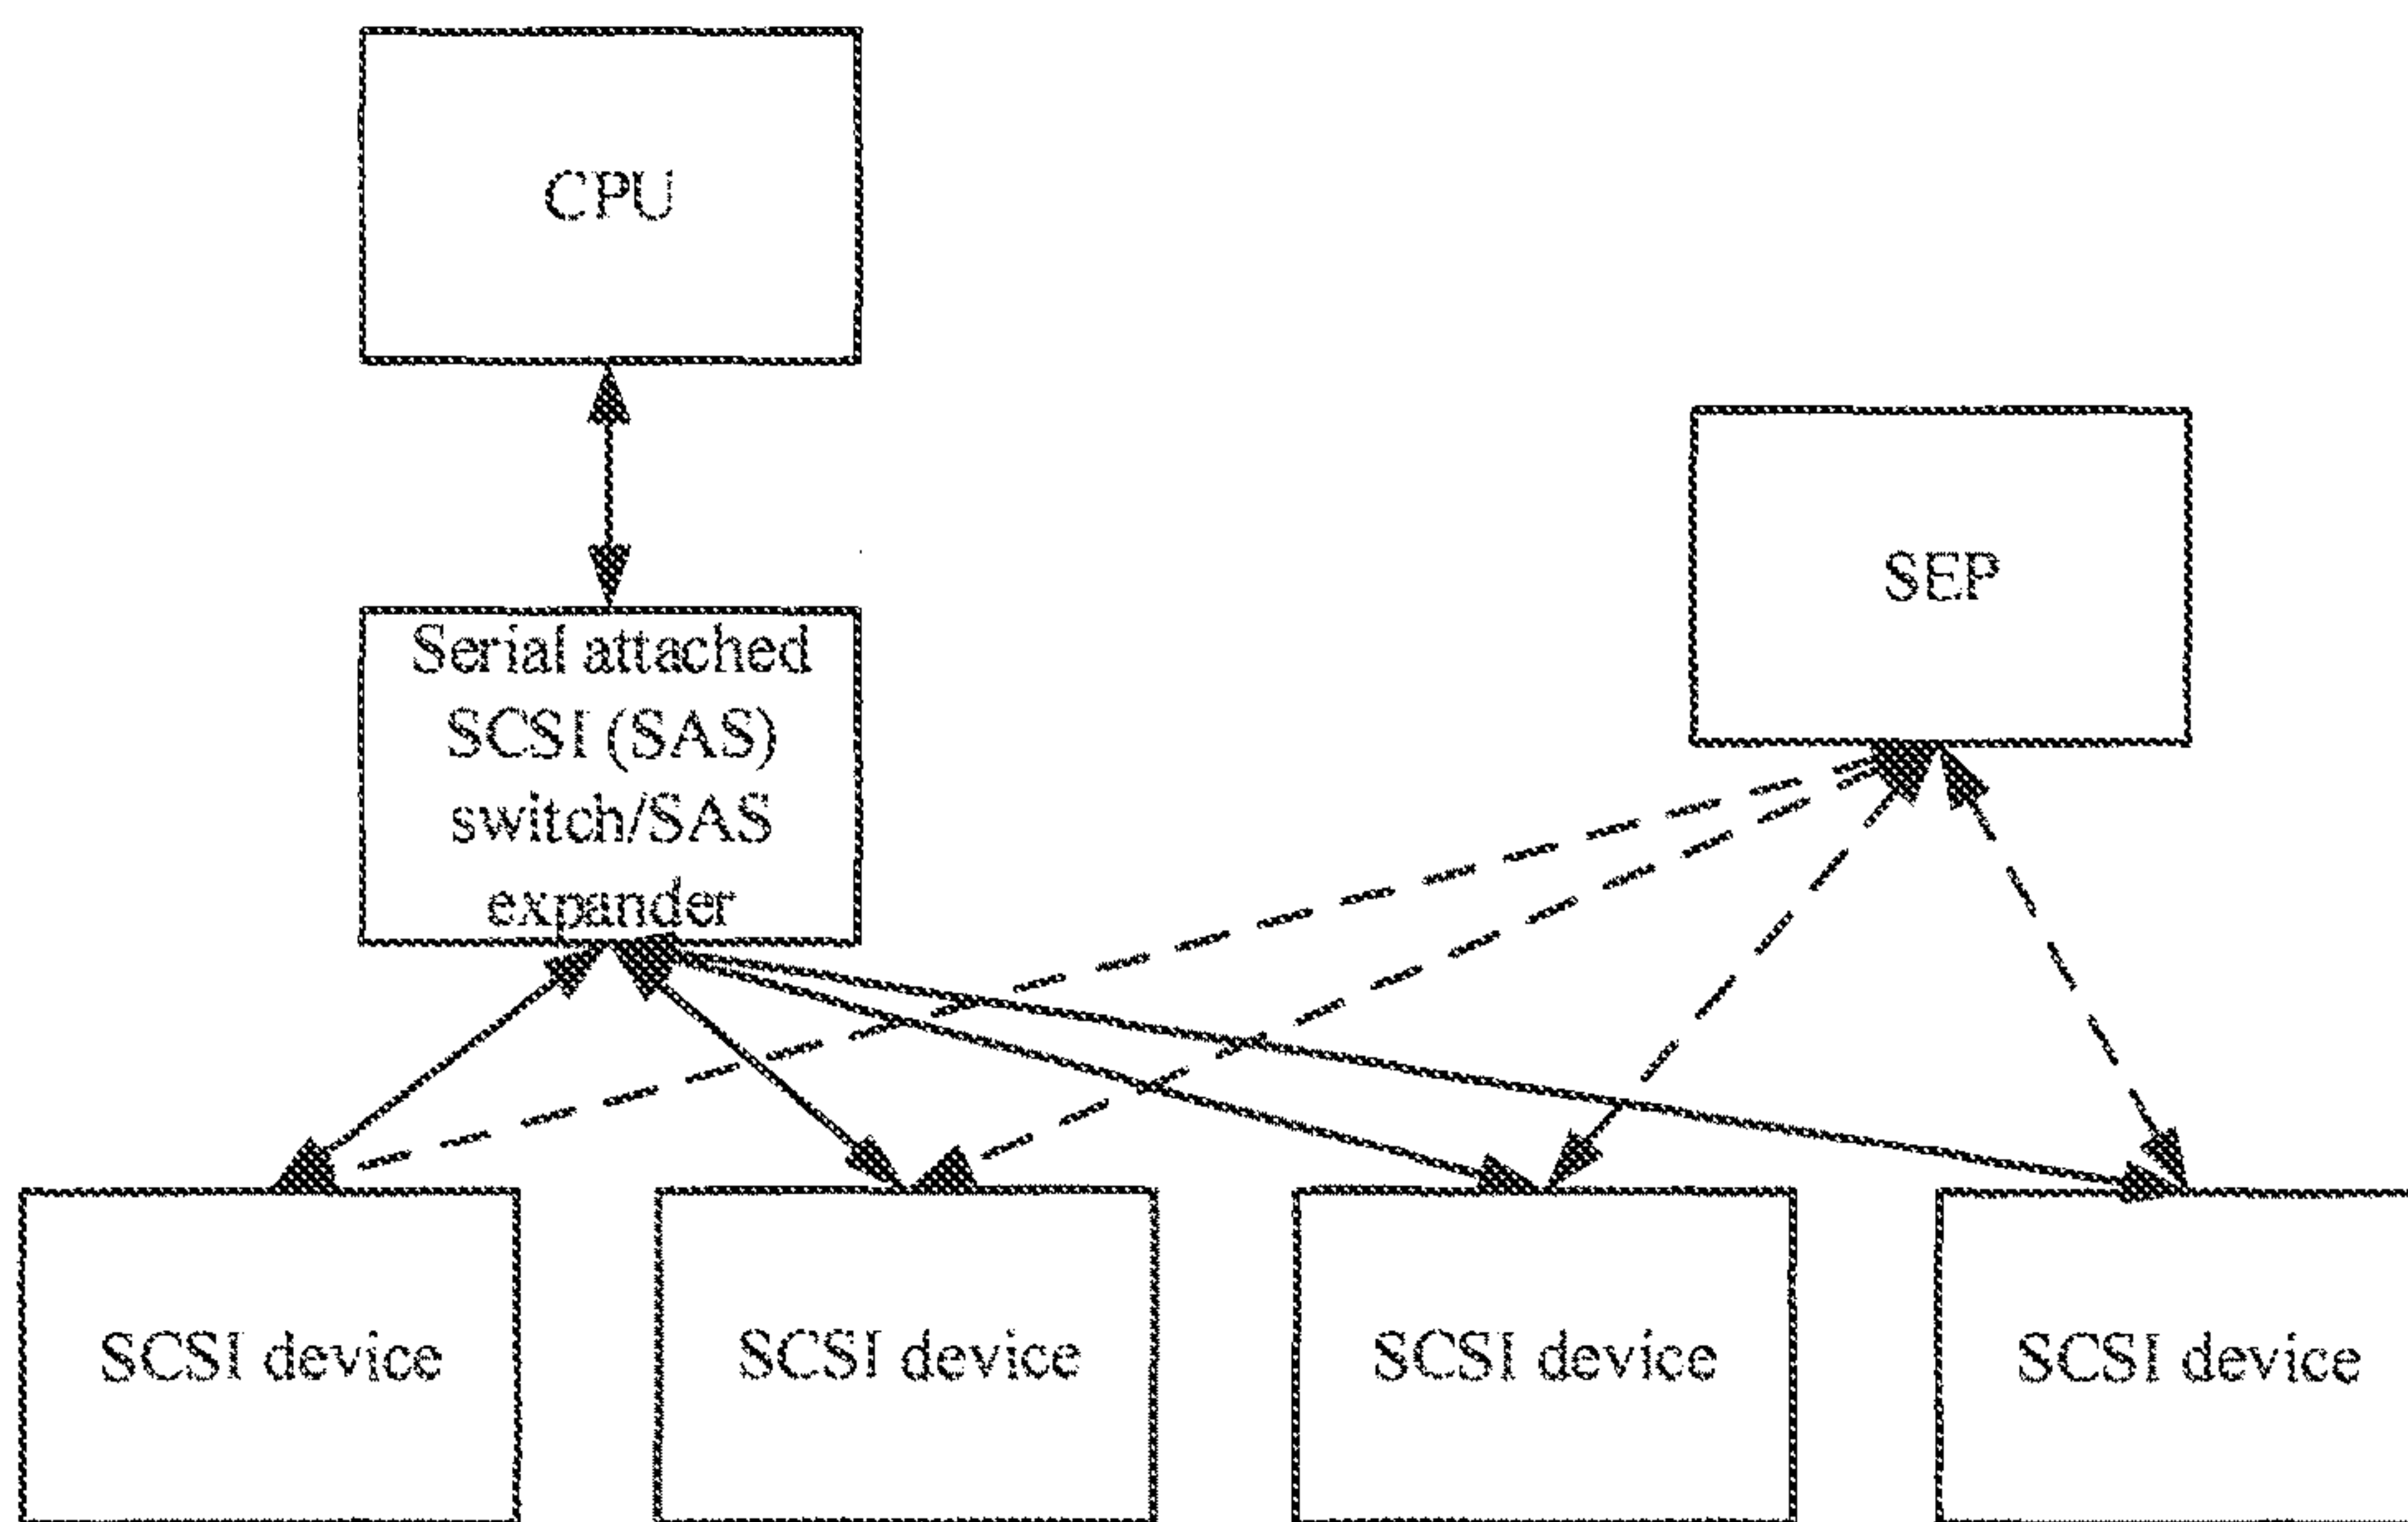 CPU
SEP
Serial attached
SCSI (SAS)
switch/SAS
expander
SCSI device
SCSI device
SCSI device
SCSI device